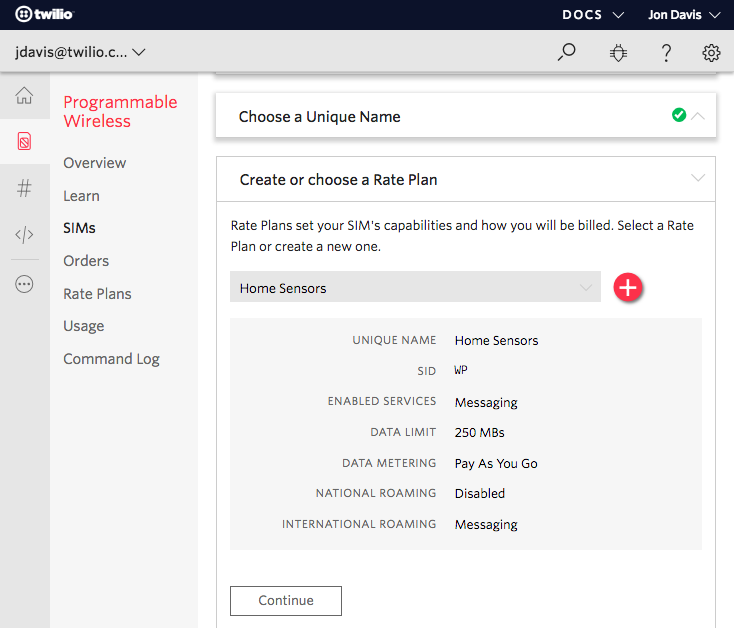 twilio
DOCS
Jon Davis
jdavis@twilio.c...
Programmable
Wireless
Overview
Learn
SIMs
Orders
Rate Plans
Usage
Command Log
Choose a Unique Name
Create or choose a Rate Plan
Rate Plans set your SIM's capabilities and how you will be billed. Select a Rate
Plan or create a new one.
Home Sensors
UNIQUE NAME Home Sensors
SID WP
ENABLED SERVICES Messaging
DATA LIMIT 250 MBs
DATA METERING Pay As You Go
NATIONAL ROAMING Disabled
INTERNATIONAL ROAMING Messaging
Continue